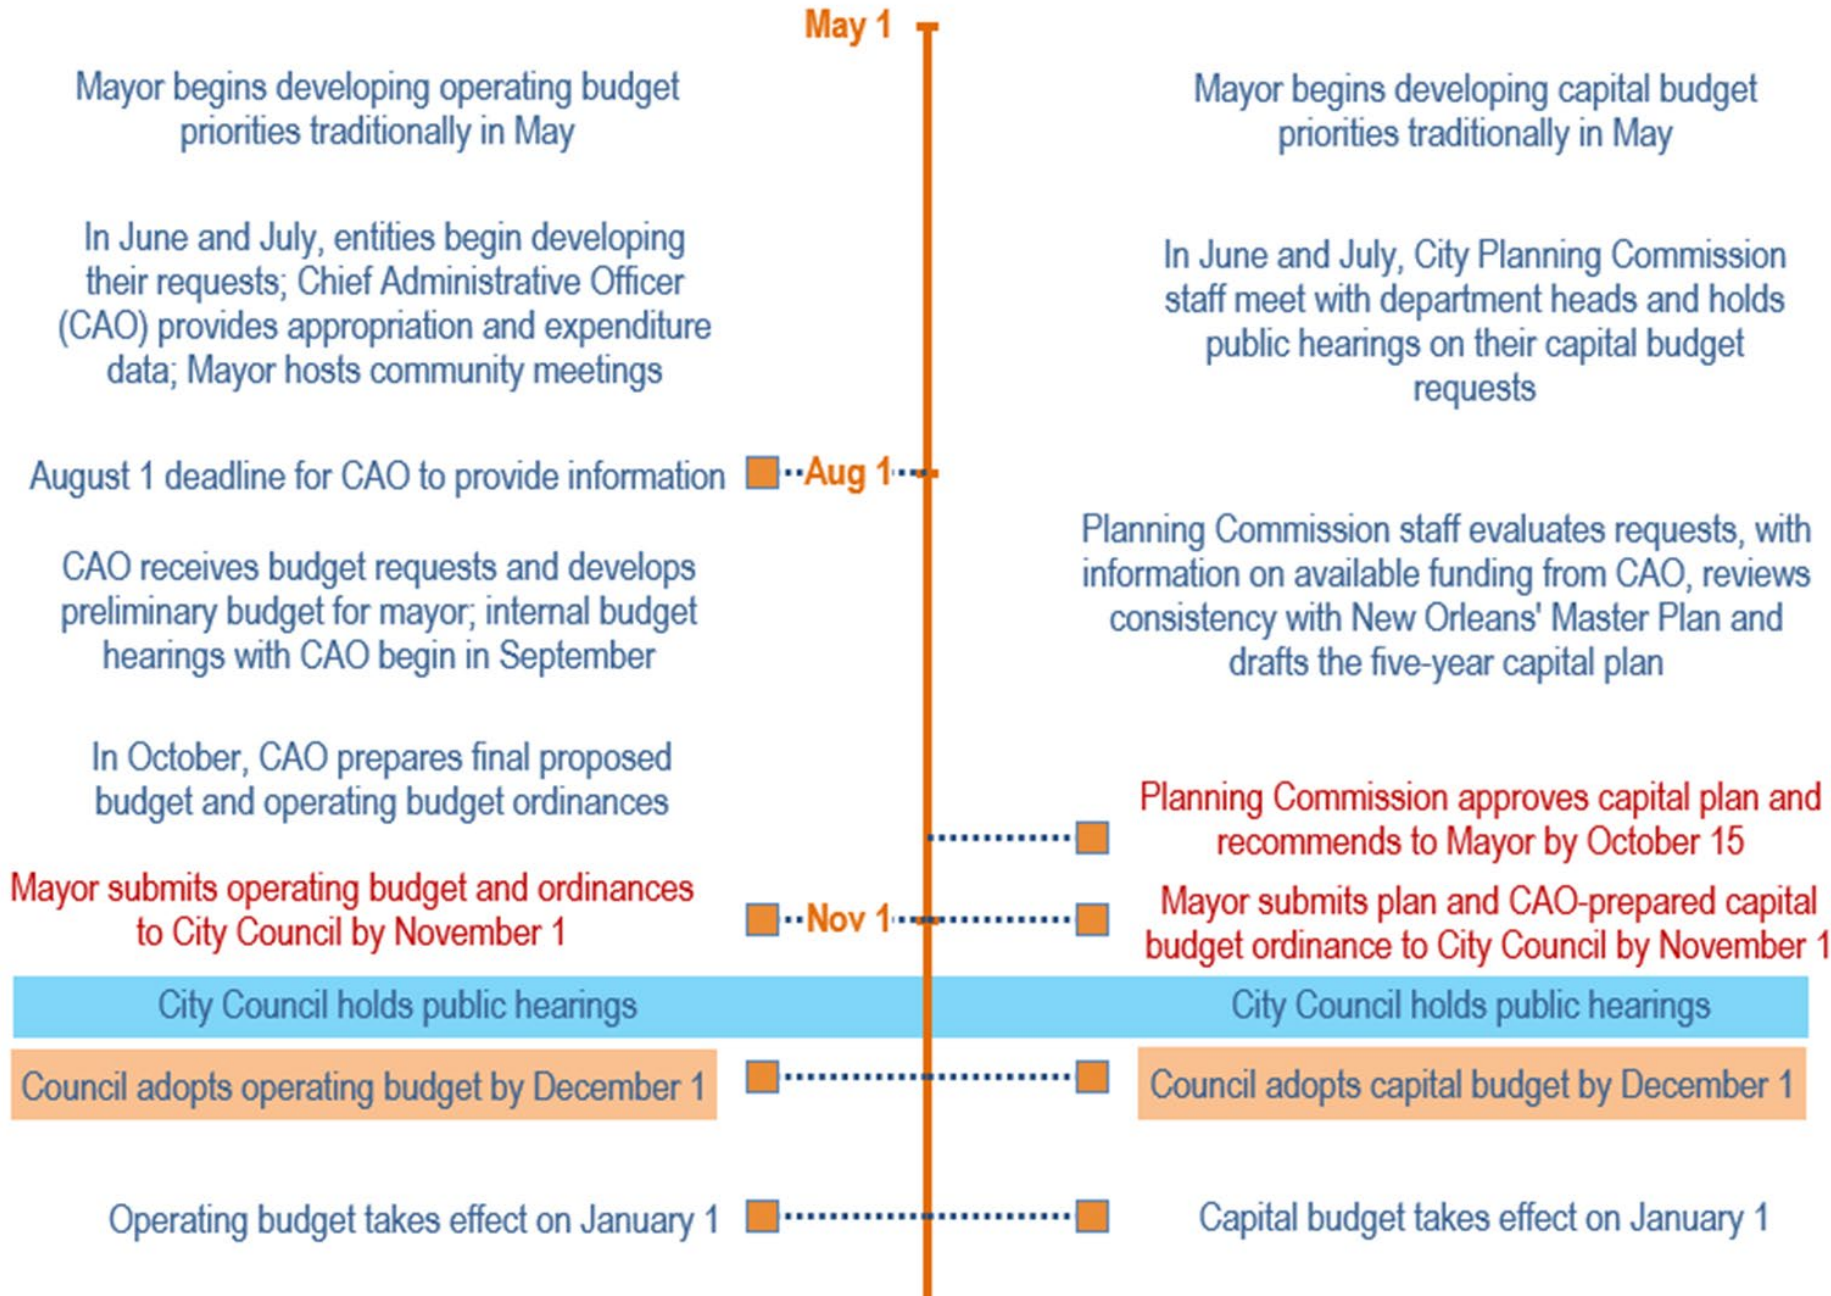 May 1
Mayor begins developing operating budget
priorities traditionally in May
Mayor begins developing capital budget
priorities traditionally in May
In June and July, entities begin developing
their requests; Chief Administrative Officer
(CAO) provides appropriation and expenditure
data; Mayor hosts community meetings
In June and July, City Planning Commission
staff meet with department heads and holds
public hearings on their capital budget
requests
August 1 deadline for CAO to provide information
Aug 1
CAO receives budget requests and develops
preliminary budget for mayor; internal budget
hearings with CAO begin in September
Planning Commission staff evaluates requests, with
information on available funding from CAO, reviews
consistency with New Orleans' Master Plan and
drafts the five-year capital plan
In October, CAO prepares final proposed
budget and operating budget ordinances
Planning Commission approves capital plan and
recommends to Mayor by October 15
Mayor submits operating budget and ordinances
to City Council by November 1
Nov 1
Mayor submits plan and CAO-prepared capital
budget ordinance to City Council by November 1
City Council holds public hearings
City Council holds public hearings
Council adopts operating budget by December 1
Council adopts capital budget by December 1
Operating budget takes effect on January 1
Capital budget takes effect on January 1